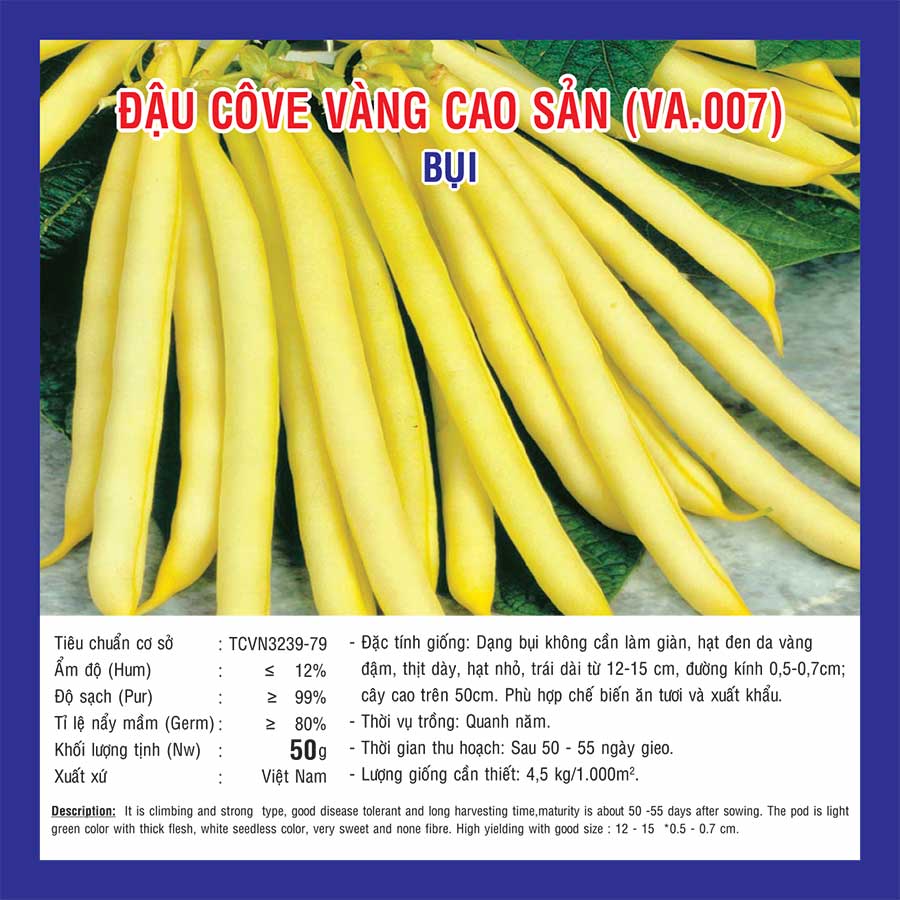 ĐẬU CÔVE VÀNG CAO SẢN (VA.007)
BỤI
Tiêu chuẩn cơ sở : TCVN3239-79
Ẩm độ (Hum) : ≤ 12%
Độ sạch (Pur) : ≥ 99%
Tỉ lệ nẩy mầm (Germ) : ≥ 80%
Khối lượng tịnh (Nw) : 50g
Xuất xứ : Việt Nam
- Đặc tính giống: Dạng bụi không cần làm giàn, hạt đen da vàng
đậm, thịt dày, hạt nhỏ, trái dài từ 12-15 cm, đường kính 0,5-0,7cm;
cây cao trên 50cm. Phù hợp chế biến ăn tươi và xuất khẩu.
- Thời vụ trồng: Quanh năm.
- Thời gian thu hoạch: Sau 50 - 55 ngày gieo.
- Lượng giống cần thiết: 4,5 kg/1.000m².
Description: It is climbing and strong type, good disease tolerant and long harvesting time,maturity is about 50 -55 days after sowing. The pod is light
green color with thick flesh, white seedless color, very sweet and none fibre. High yielding with good size : 12 - 15 *0.5 - 0.7 cm.